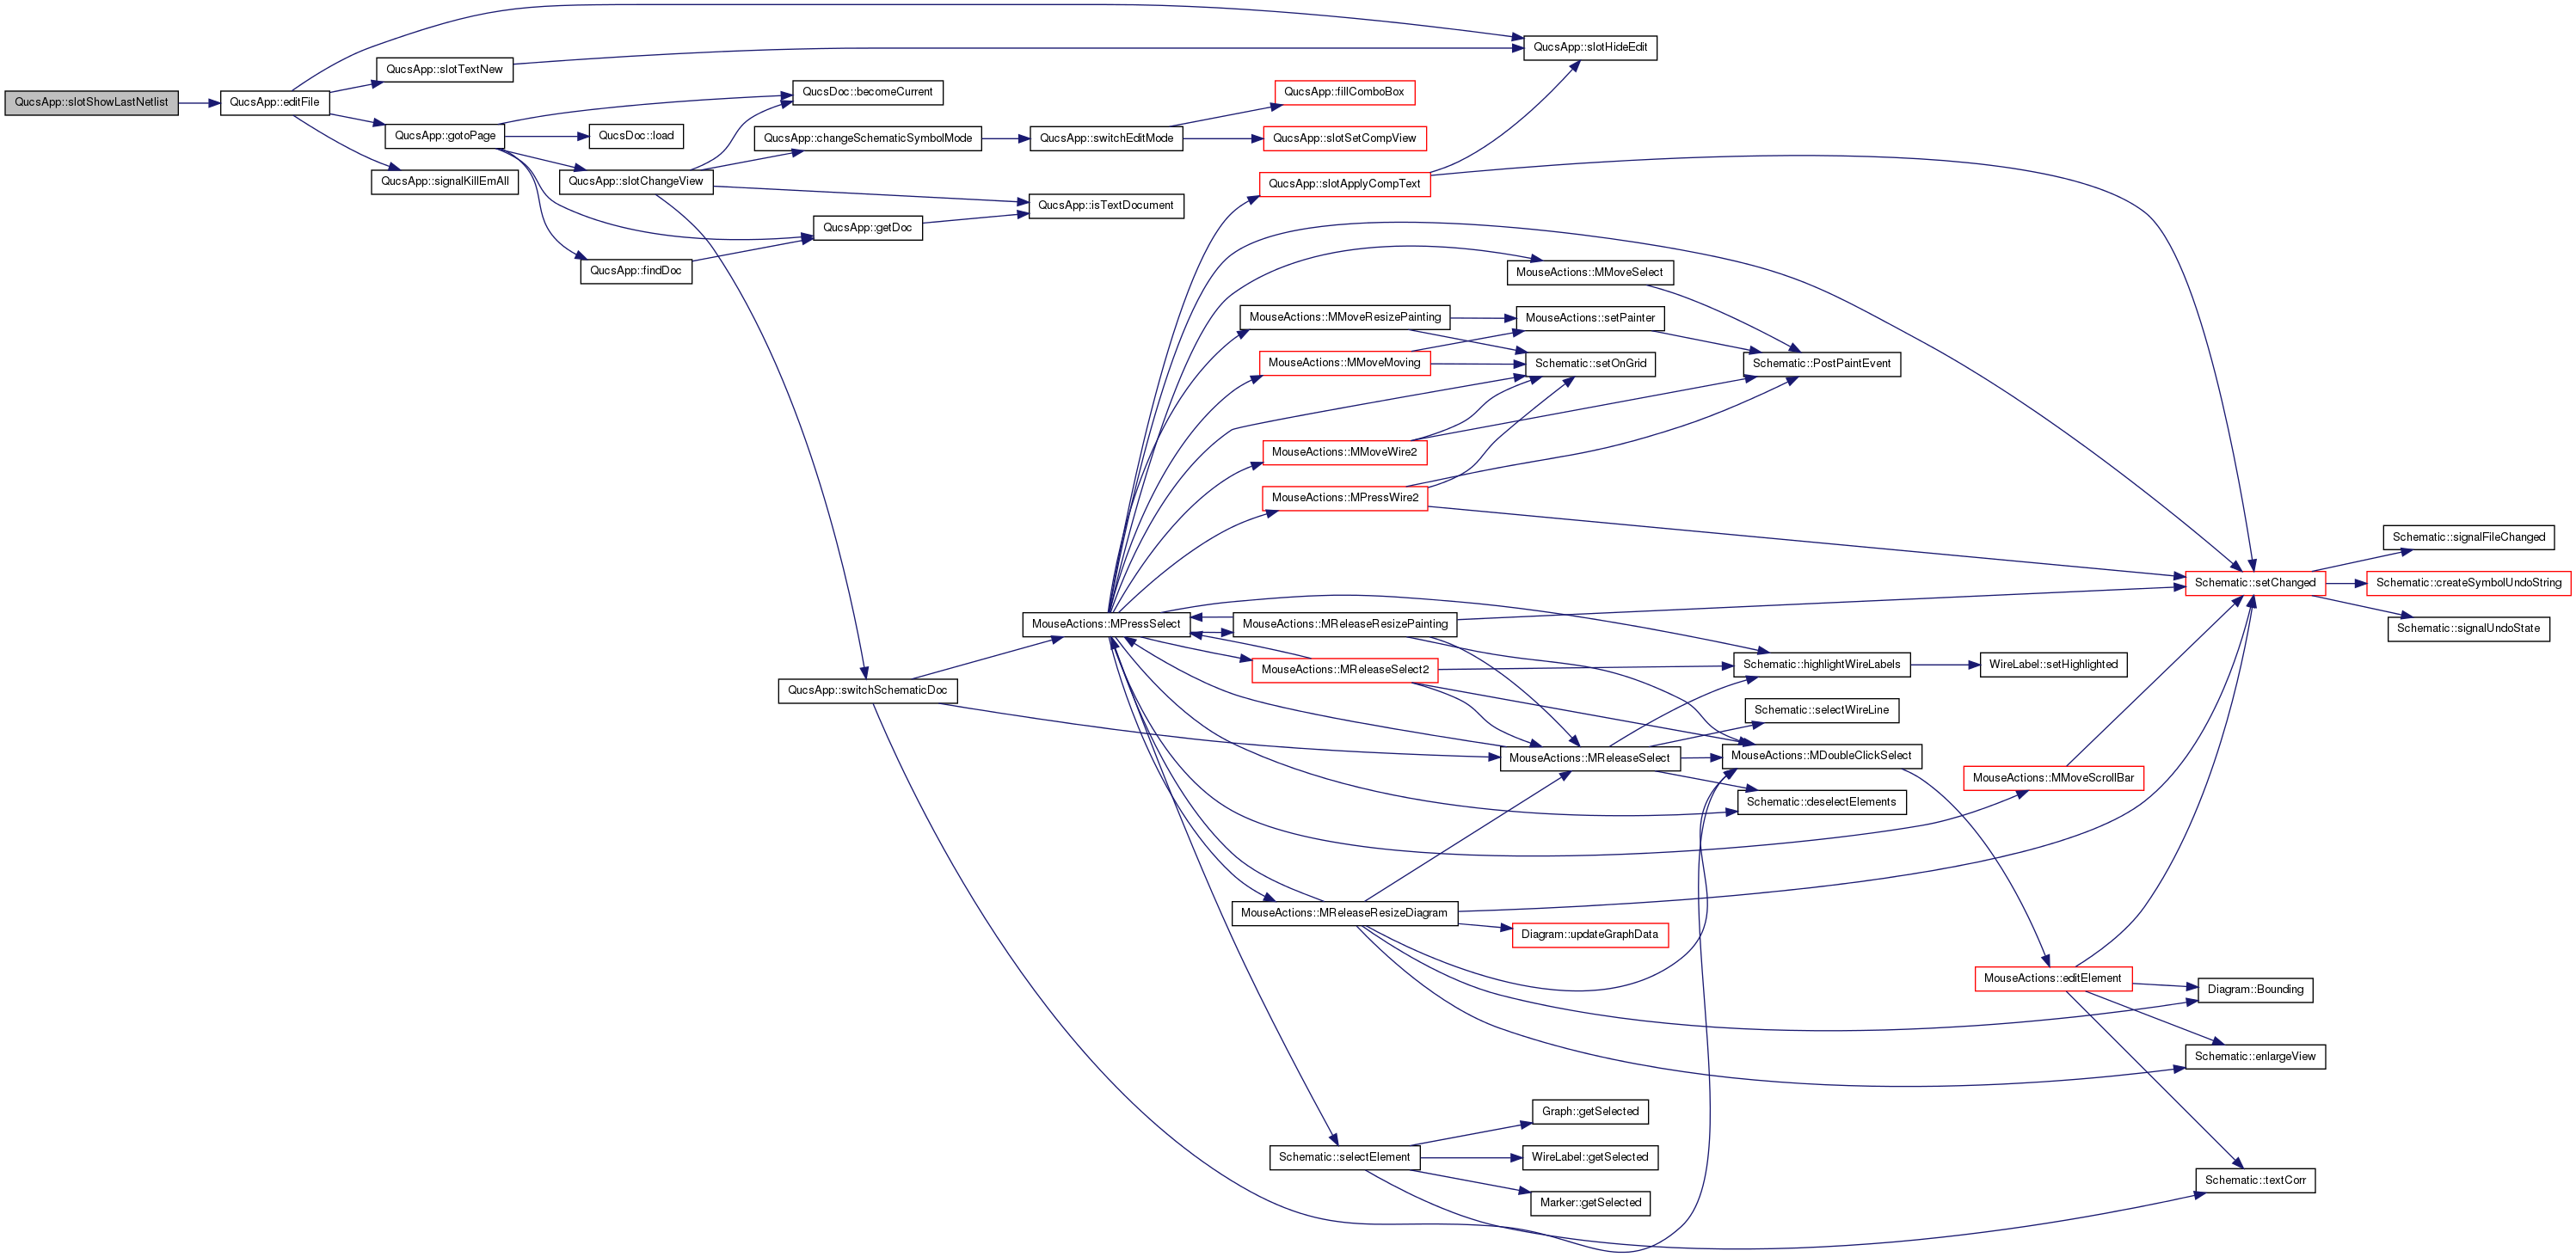 QucsApp::slotShowLastNetlist
QucsApp::editFile
QucsApp::slotTextNew
QucsApp::gotoPage
QucsApp::signalKillEmAll
QucsDoc::becomeCurrent
QucsDoc::load
QucsApp::slotChangeView
QucsApp::findDoc
QucsApp::changeSchematicSymbolMode
QucsApp::getDoc
QucsApp::switchEditMode
QucsApp::isTextDocument
QucsApp::slotHideEdit
QucsApp::fillComboBox
QucsApp::slotSetCompView
QucsApp::slotApplyCompText
MouseActions::MMoveSelect
MouseActions::MMoveResizePainting
MouseActions::setPainter
MouseActions::MMoveMoving
Schematic::setOnGrid
Schematic::PostPaintEvent
MouseActions::MMoveWire2
MouseActions::MPressWire2
Schematic::signalFileChanged
Schematic::setChanged
Schematic::createSymbolUndoString
Schematic::signalUndoState
MouseActions::MPressSelect
MouseActions::MReleaseResizePainting
MouseActions::MReleaseSelect2
Schematic::highlightWireLabels
WireLabel::setHighlighted
QucsApp::switchSchematicDoc
Schematic::selectWireLine
MouseActions::MReleaseSelect
MouseActions::MDoubleClickSelect
MouseActions::MMoveScrollBar
Schematic::deselectElements
MouseActions::MReleaseResizeDiagram
Diagram::updateGraphData
MouseActions::editElement
Diagram::Bounding
Schematic::enlargeView
Graph::getSelected
Schematic::selectElement
WireLabel::getSelected
Marker::getSelected
Schematic::textCorr